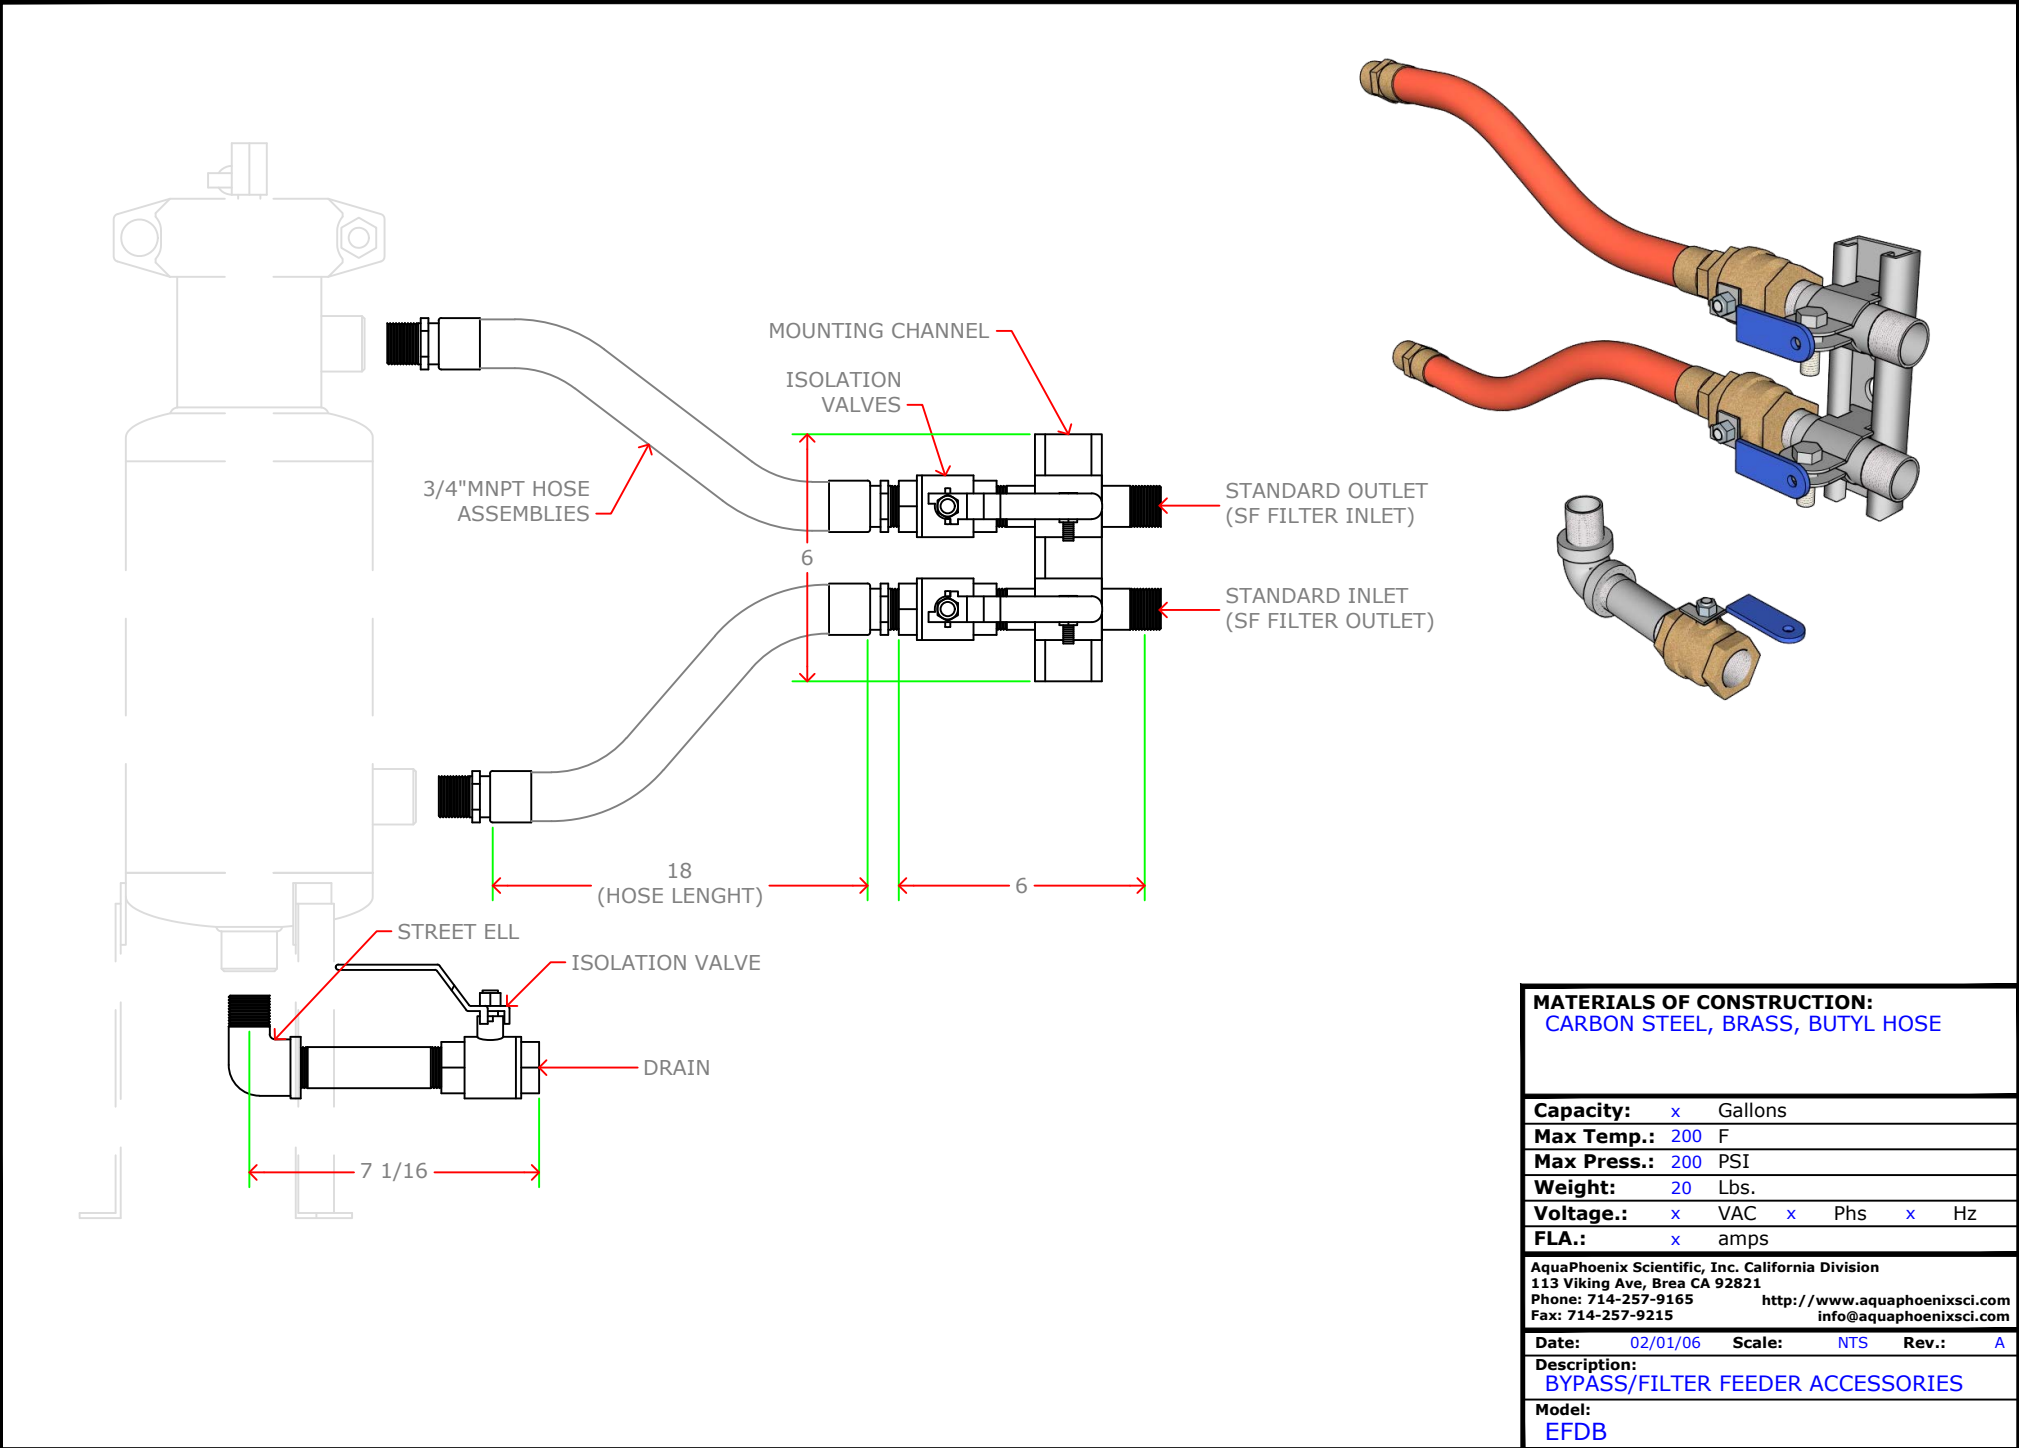 MOUNTING CHANNEL
ISOLATION
VALVES
3/4"MNPT HOSE
ASSEMBLIES
6
STANDARD OUTLET
(SF FILTER INLET)
STANDARD INLET
(SF FILTER OUTLET)
18
(HOSE LENGHT)
6
STREET ELL
ISOLATION VALVE
DRAIN
7 1/16
MATERIALS OF CONSTRUCTION:
CARBON STEEL, BRASS, BUTYL HOSE
Capacity: x Gallons
Max Temp.: 200 F
Max Press.: 200 PSI
Weight: 20 Lbs.
Voltage.: x VAC x Phs x Hz
FLA.: x amps
AquaPhoenix Scientific, Inc. California Division
113 Viking Ave, Brea CA 92821
Phone: 714-257-9165 http://www.aquaphoenixsci.com
Fax: 714-257-9215 info@aquaphoenixsci.com
Date: 02/01/06 Scale: NTS Rev.: A
Description:
BYPASS/FILTER FEEDER ACCESSORIES
Model:
EFDB